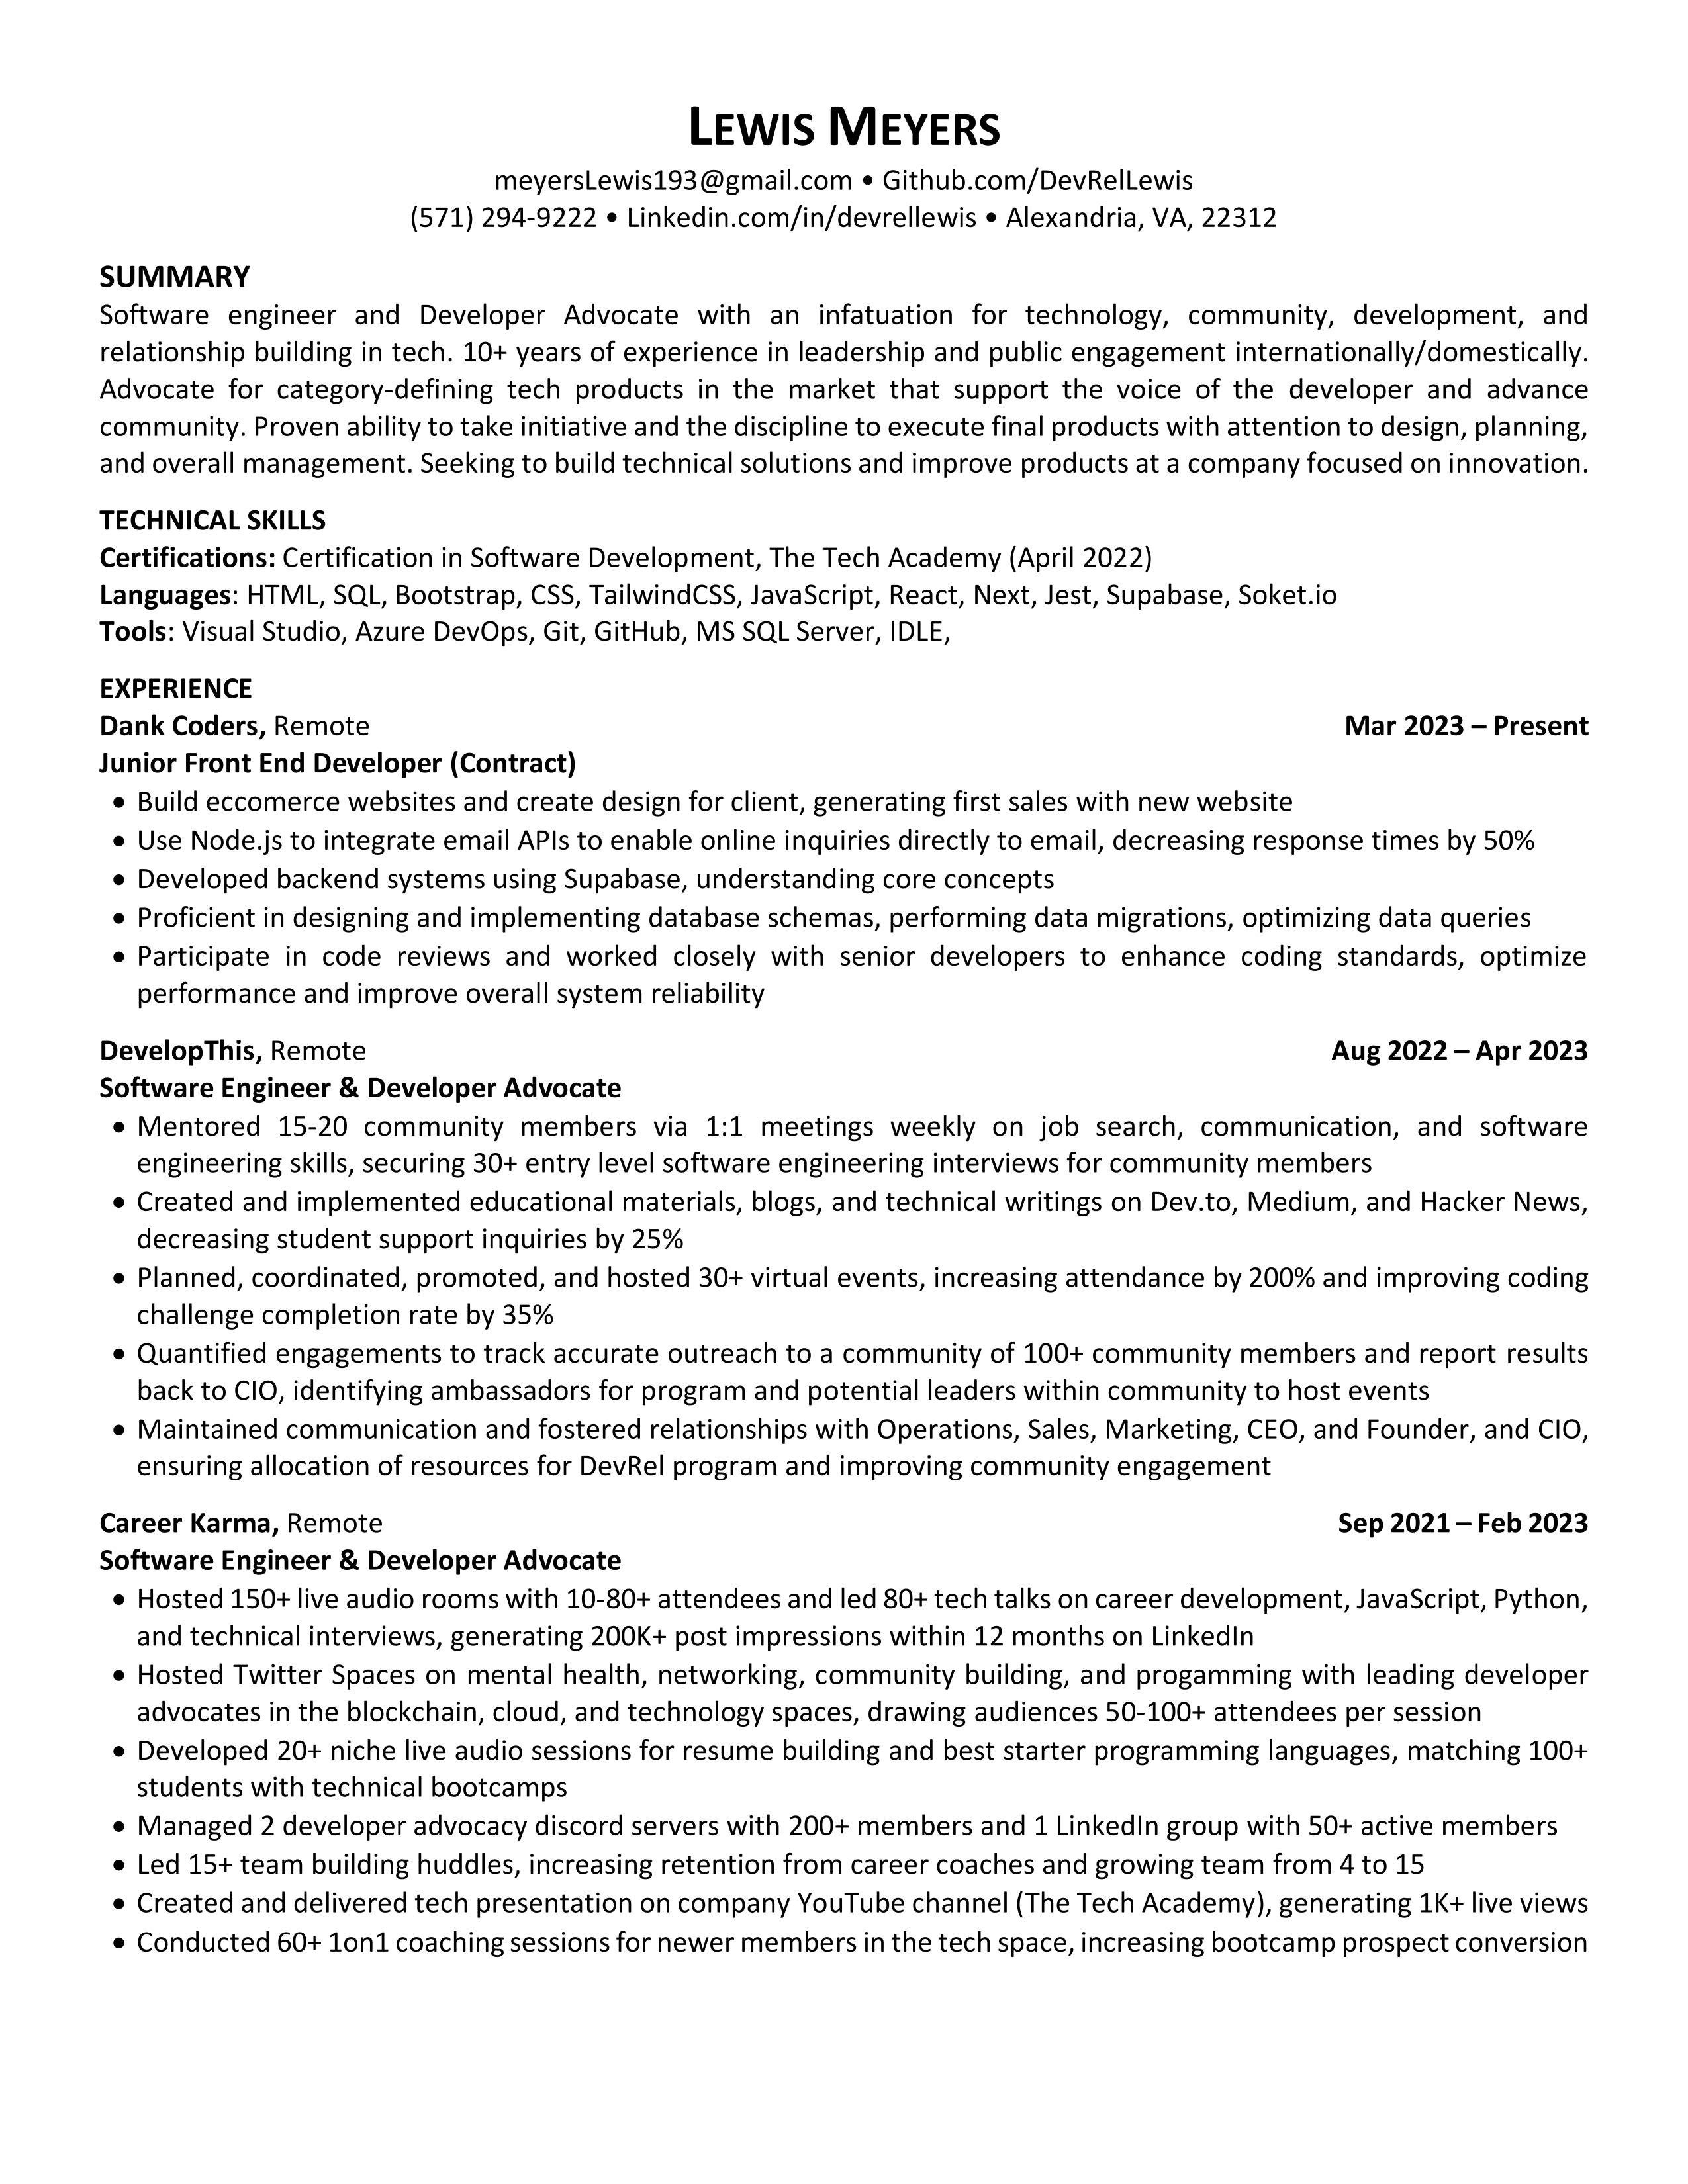 LEWIS MEYERS
meyersLewis193@gmail.com • Github.com/DevRelLewis
(571) 294-9222 • Linkedin.com/in/devrellewis • Alexandria, VA, 22312
SUMMARY
Software engineer and Developer Advocate with an infatuation for technology, community, development, and
relationship building in tech. 10+ years of experience in leadership and public engagement internationally/domestically.
Advocate for category-defining tech products in the market that support the voice of the developer and advance
community. Proven ability to take initiative and the discipline to execute final products with attention to design, planning,
and overall management. Seeking to build technical solutions and improve products at a company focused on innovation.
TECHNICAL SKILLS
Certifications: Certification in Software Development, The Tech Academy (April 2022)
Languages: HTML, SQL, Bootstrap, CSS, TailwindCSS, JavaScript, React, Next, Jest, Supabase, Soket.io
Tools: Visual Studio, Azure DevOps, Git, GitHub, MS SQL Server, IDLE,
EXPERIENCE
Dank Coders, Remote Mar 2023 – Present
Junior Front End Developer (Contract)
• Build eccomerce websites and create design for client, generating first sales with new website
• Use Node.js to integrate email APIs to enable online inquiries directly to email, decreasing response times by 50%
• Developed backend systems using Supabase, understanding core concepts
• Proficient in designing and implementing database schemas, performing data migrations, optimizing data queries
• Participate in code reviews and worked closely with senior developers to enhance coding standards, optimize
performance and improve overall system reliability
DevelopThis, Remote Aug 2022 – Apr 2023
Software Engineer & Developer Advocate
• Mentored 15-20 community members via 1:1 meetings weekly on job search, communication, and software
engineering skills, securing 30+ entry level software engineering interviews for community members
• Created and implemented educational materials, blogs, and technical writings on Dev.to, Medium, and Hacker News,
decreasing student support inquiries by 25%
• Planned, coordinated, promoted, and hosted 30+ virtual events, increasing attendance by 200% and improving coding
challenge completion rate by 35%
• Quantified engagements to track accurate outreach to a community of 100+ community members and report results
back to CIO, identifying ambassadors for program and potential leaders within community to host events
• Maintained communication and fostered relationships with Operations, Sales, Marketing, CEO, and Founder, and CIO,
ensuring allocation of resources for DevRel program and improving community engagement
Career Karma, Remote Sep 2021 – Feb 2023
Software Engineer & Developer Advocate
• Hosted 150+ live audio rooms with 10-80+ attendees and led 80+ tech talks on career development, JavaScript, Python,
and technical interviews, generating 200K+ post impressions within 12 months on LinkedIn
• Hosted Twitter Spaces on mental health, networking, community building, and progamming with leading developer
advocates in the blockchain, cloud, and technology spaces, drawing audiences 50-100+ attendees per session
• Developed 20+ niche live audio sessions for resume building and best starter programming languages, matching 100+
students with technical bootcamps
• Managed 2 developer advocacy discord servers with 200+ members and 1 LinkedIn group with 50+ active members
• Led 15+ team building huddles, increasing retention from career coaches and growing team from 4 to 15
• Created and delivered tech presentation on company YouTube channel (The Tech Academy), generating 1K+ live views
• Conducted 60+ 1on1 coaching sessions for newer members in the tech space, increasing bootcamp prospect conversion